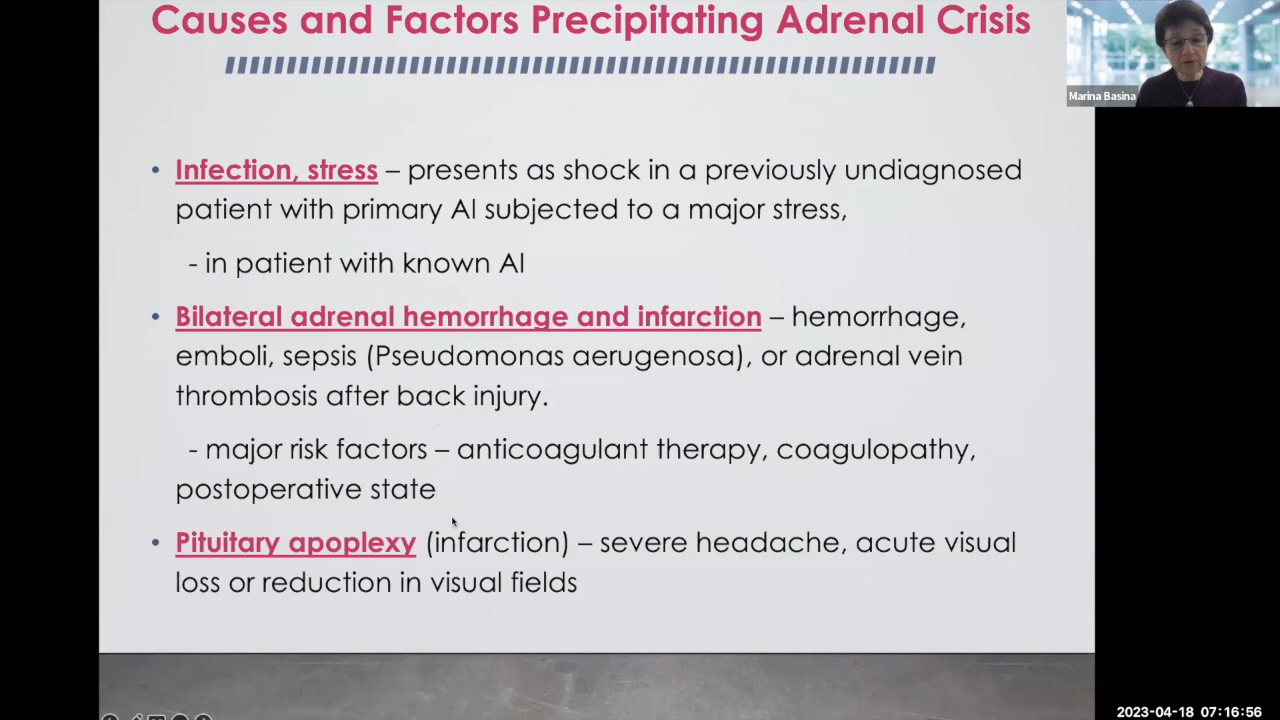 Causes and Factors Precipitating Adrenal Crisis
Marina Basina
• Infection, stress – presents as shock in a previously undiagnosed
patient with primary AI subjected to a major stress,
- in patient with known AI
• Bilateral adrenal hemorrhage and infarction – hemorrhage,
emboli, sepsis (Pseudomonas aerugenosa), or adrenal vein
thrombosis after back injury.
- major risk factors – anticoagulant therapy, coagulopathy,
postoperative state
• Pituitary apoplexy (infarction) – severe headache, acute visual
loss or reduction in visual fields
2023-04-18 07:16:56